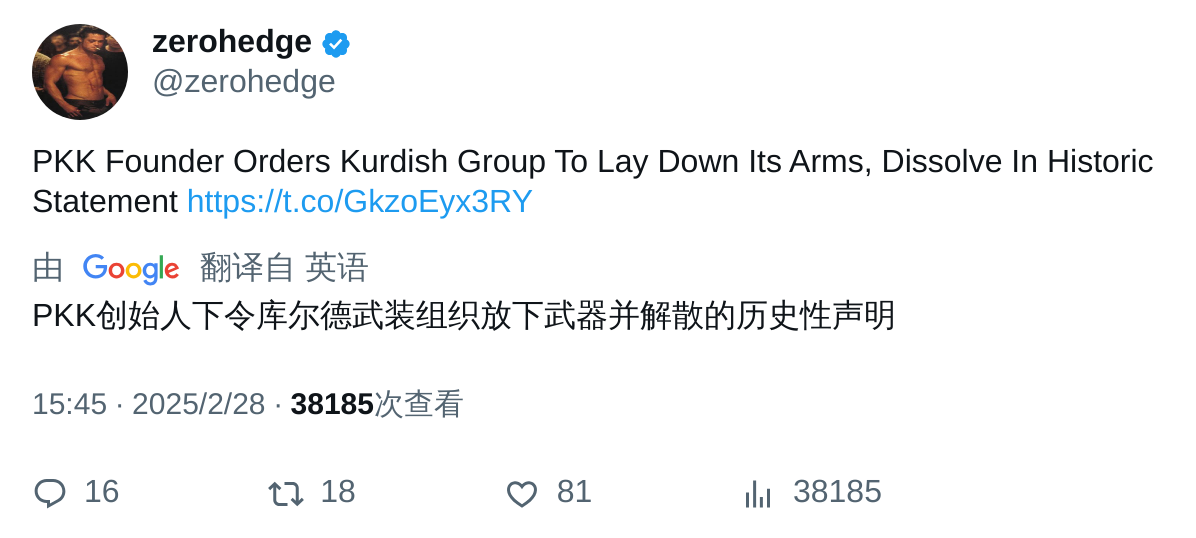 zerohedge
@zerohedge
PKK Founder Orders Kurdish Group To Lay Down Its Arms, Dissolve In Historic
Statement https://t.co/GkzoEyx3RY
由 Google 翻译自 英语
PKK创始人下令库尔德武装组织放下武器并解散的历史性声明
15:45 · 2025/2/28 · 38185次查看
16 18 81 38185